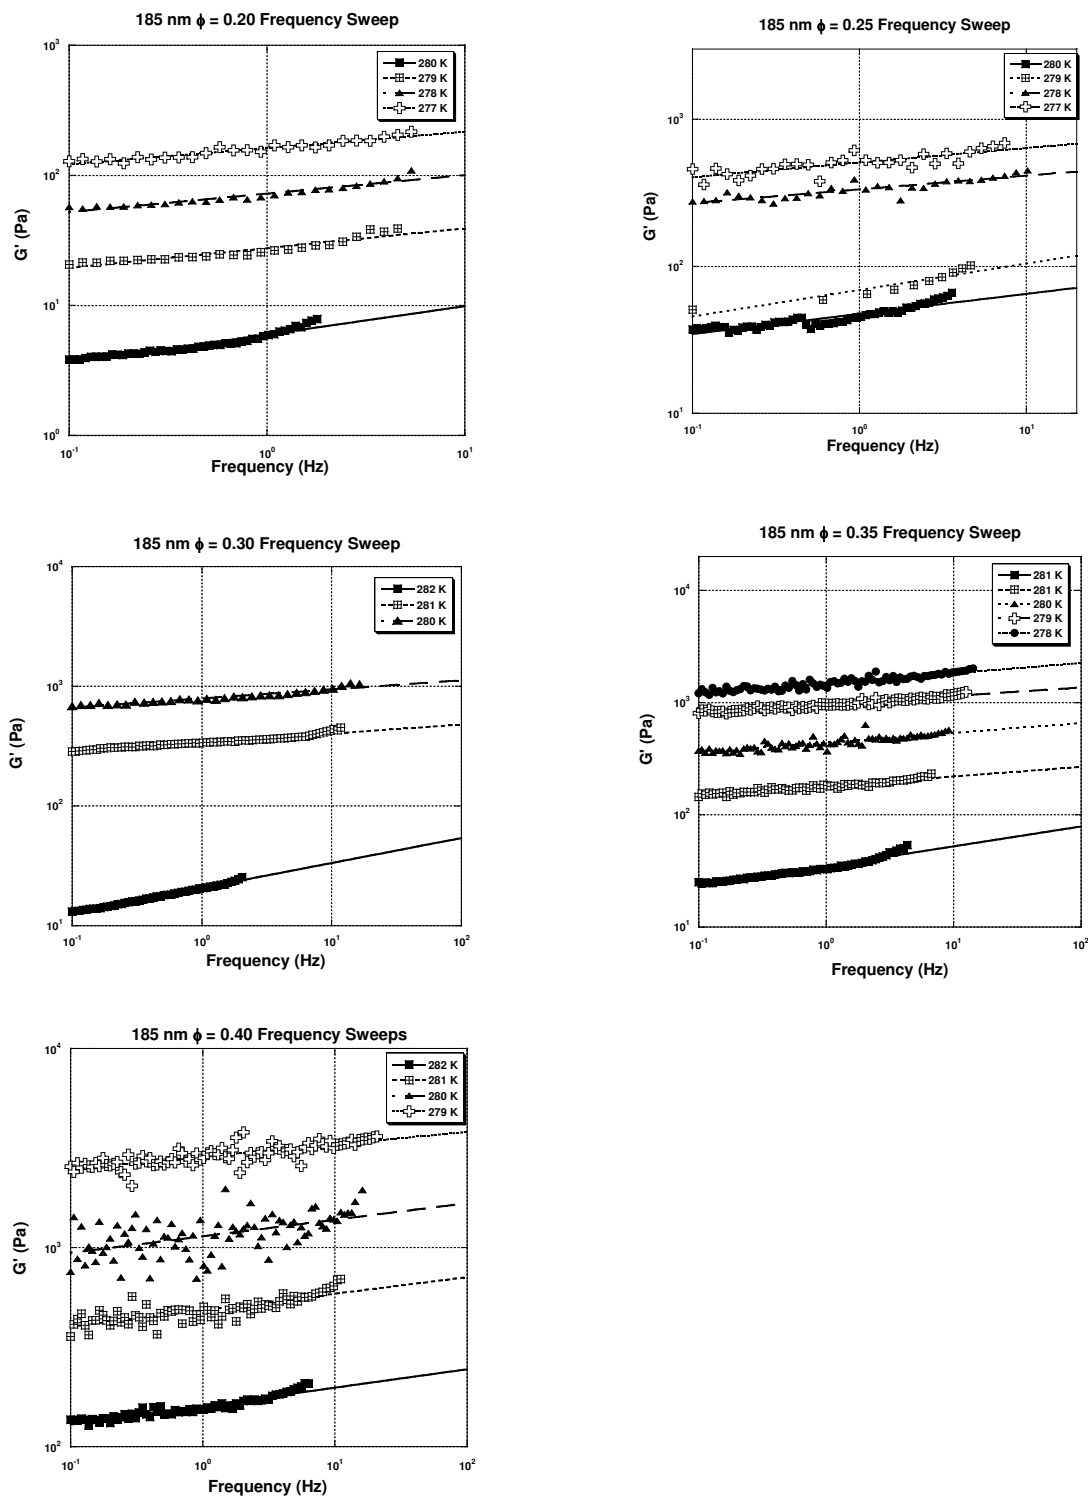 185 nm ϕ = 0.20 Frequency Sweep
10³
280 K
279 K
278 K
277 K
10²
G' (Pa)
10¹
10⁰
10⁻¹ 10⁰ 10¹
Frequency (Hz)
185 nm ϕ = 0.25 Frequency Sweep
280 K
279 K
278 K
277 K
10³
G' (Pa)
10²
10¹
10⁻¹ 10⁰ 10¹
Frequency (Hz)
185 nm ϕ = 0.30 Frequency Sweep
10⁴
282 K
281 K
280 K
10³
G' (Pa)
10²
10¹
10⁻¹ 10⁰ 10¹ 10²
Frequency (Hz)
185 nm ϕ = 0.35 Frequency Sweep
281 K
281 K
280 K
279 K
278 K
10⁴
10³
G' (Pa)
10²
10¹
10⁻¹ 10⁰ 10¹ 10²
Frequency (Hz)
185 nm ϕ = 0.40 Frequency Sweeps
10⁴
282 K
281 K
280 K
279 K
G' (Pa)
10³
10²
10⁻¹ 10⁰ 10¹ 10²
Frequency (Hz)